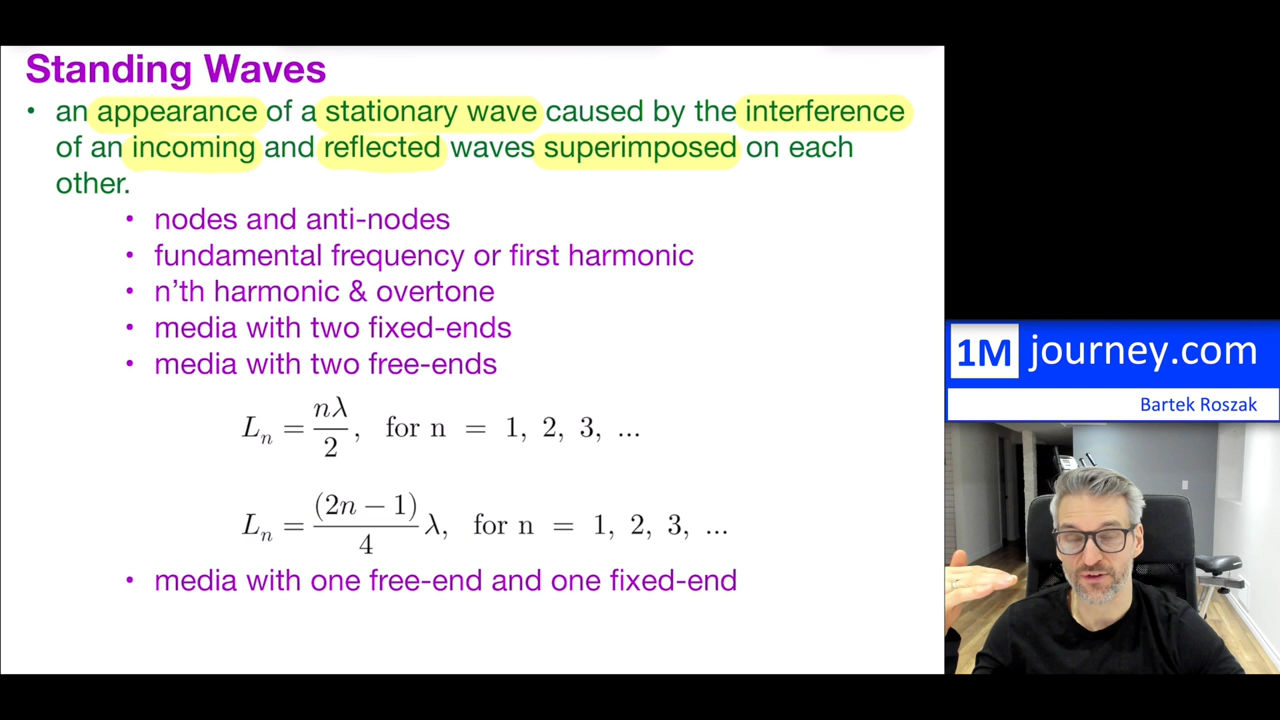 Standing Waves
• an appearance of a stationary wave caused by the interference
of an incoming and reflected waves superimposed on each
other.
• nodes and anti-nodes
• fundamental frequency or first harmonic
• n'th harmonic & overtone
• media with two fixed-ends
• media with two free-ends
Lₙ = nλ/2, for n = 1, 2, 3, ...
Lₙ = (2n − 1)/4 λ, for n = 1, 2, 3, ...
• media with one free-end and one fixed-end
1M journey.com
Bartek Roszak